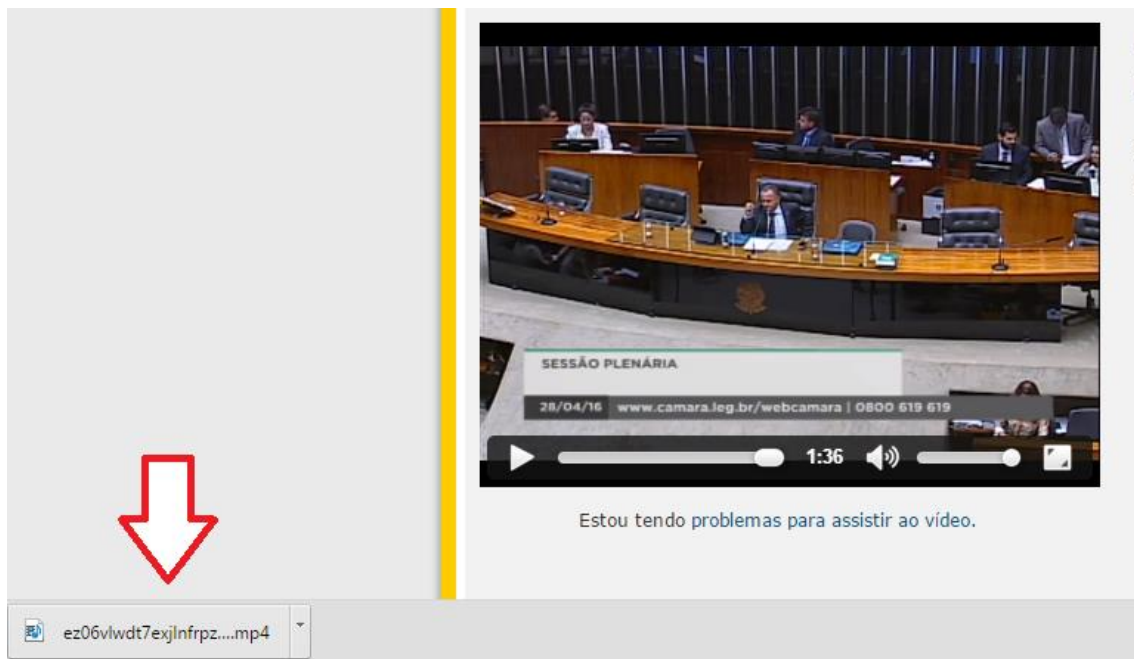 SESSÃO PLENÁRIA
28/04/16 www.camara.leg.br/webcamara | 0800 619 619
1:36
Estou tendo problemas para assistir ao vídeo.
ez06vlwdt7exjlnfrpz....mp4